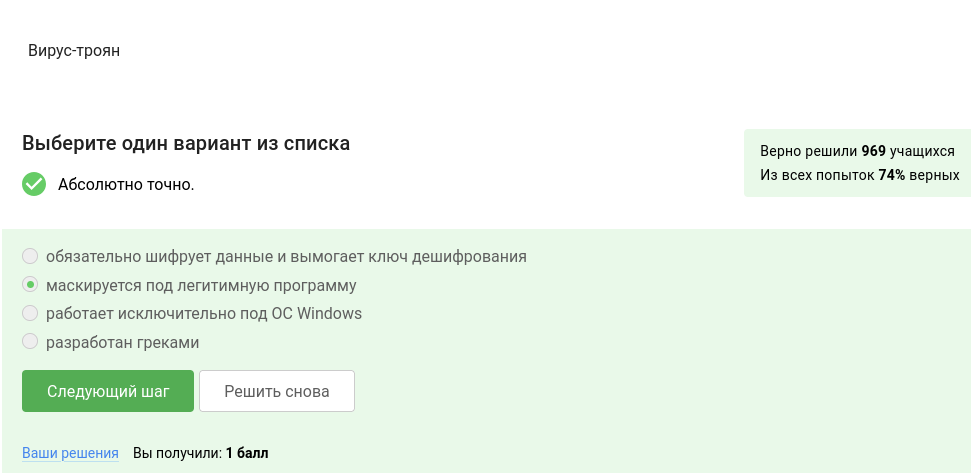 Вирус-троян
Выберите один вариант из списка
Абсолютно точно.
Верно решили 969 учащихся
Из всех попыток 74% верных
обязательно шифрует данные и вымогает ключ дешифрования
маскируется под легитимную программу
работает исключительно под ОС Windows
разработан греками
Следующий шаг
Решить снова
Ваши решения Вы получили: 1 балл